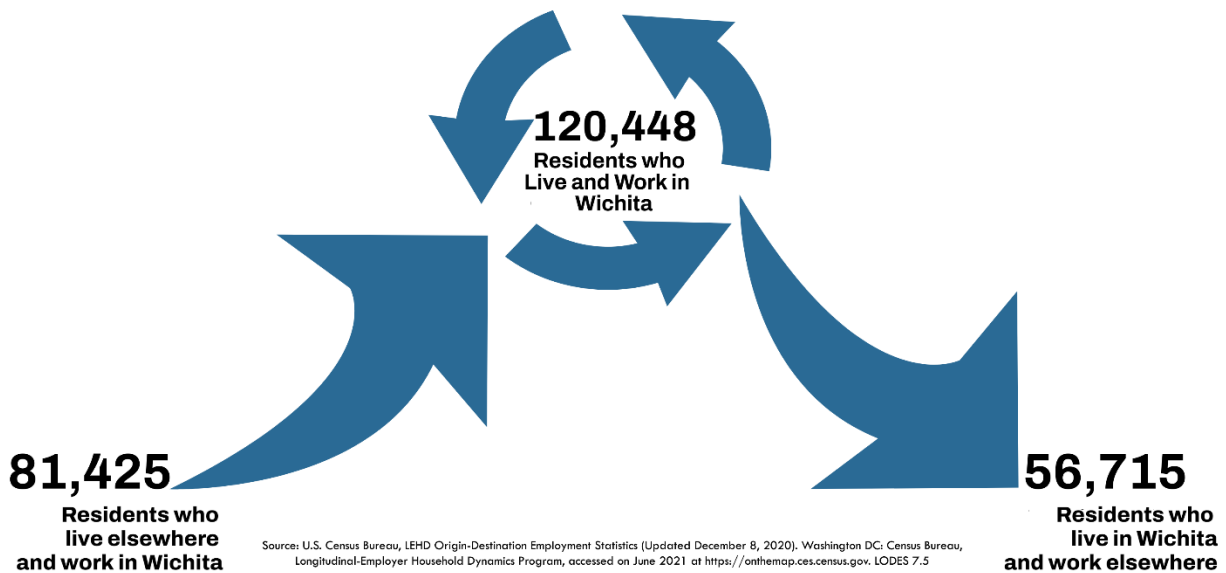 120,448
Residents who
Live and Work in
Wichita
81,425
Residents who
live elsewhere
and work in Wichita
56,715
Residents who
live in Wichita
and work elsewhere
Source: U.S. Census Bureau, LEHD Origin-Destination Employment Statistics (Updated December 8, 2020). Washington DC: Census Bureau,
Longitudinal-Employer Household Dynamics Program, accessed on June 2021 at https://onthemap.ces.census.gov. LODES 7.5